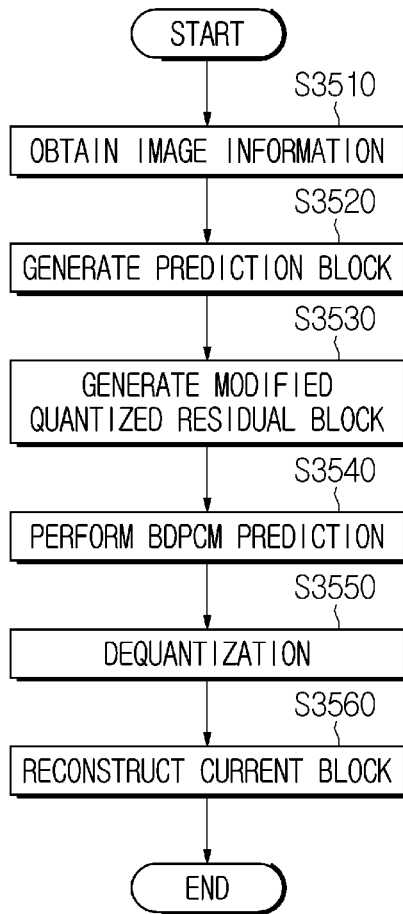 START
S3510
OBTAIN IMAGE INFORMATION
S3520
GENERATE PREDICTION BLOCK
S3530
GENERATE MODIFIED
QUANTIZED RESIDUAL BLOCK
S3540
PERFORM BDPCM PREDICTION
S3550
DEQUANTIZATION
S3560
RECONSTRUCT CURRENT BLOCK
END